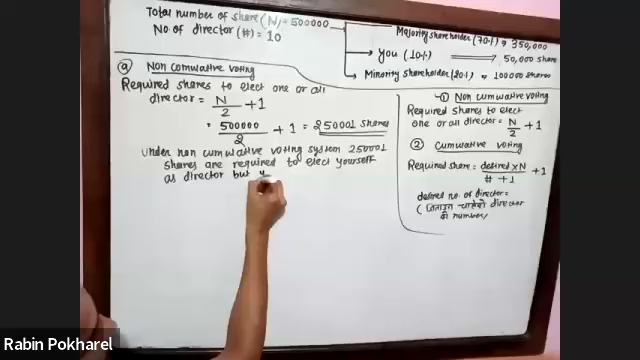 Total number of share (N) = 500000
No. of director (#) = 10
Majority shareholder (70%) = 350,000
You (10%) → 50,000 share
Minority shareholder (20%) = 100000 shares
(a) Non comulative voting
Required shares to elect one or all
director = N/2 + 1
= 500000/2 + 1 = 250001 shares
Under non cumulative voting system 250001
shares are required to elect yourself
as director but y
① Non cumulative voting
Required shares to elect
one or all director = N/2 + 1
② Cumulative voting
Required share = desired × N / # + 1 + 1
desired no. of director =
director
number
Rabin Pokharel